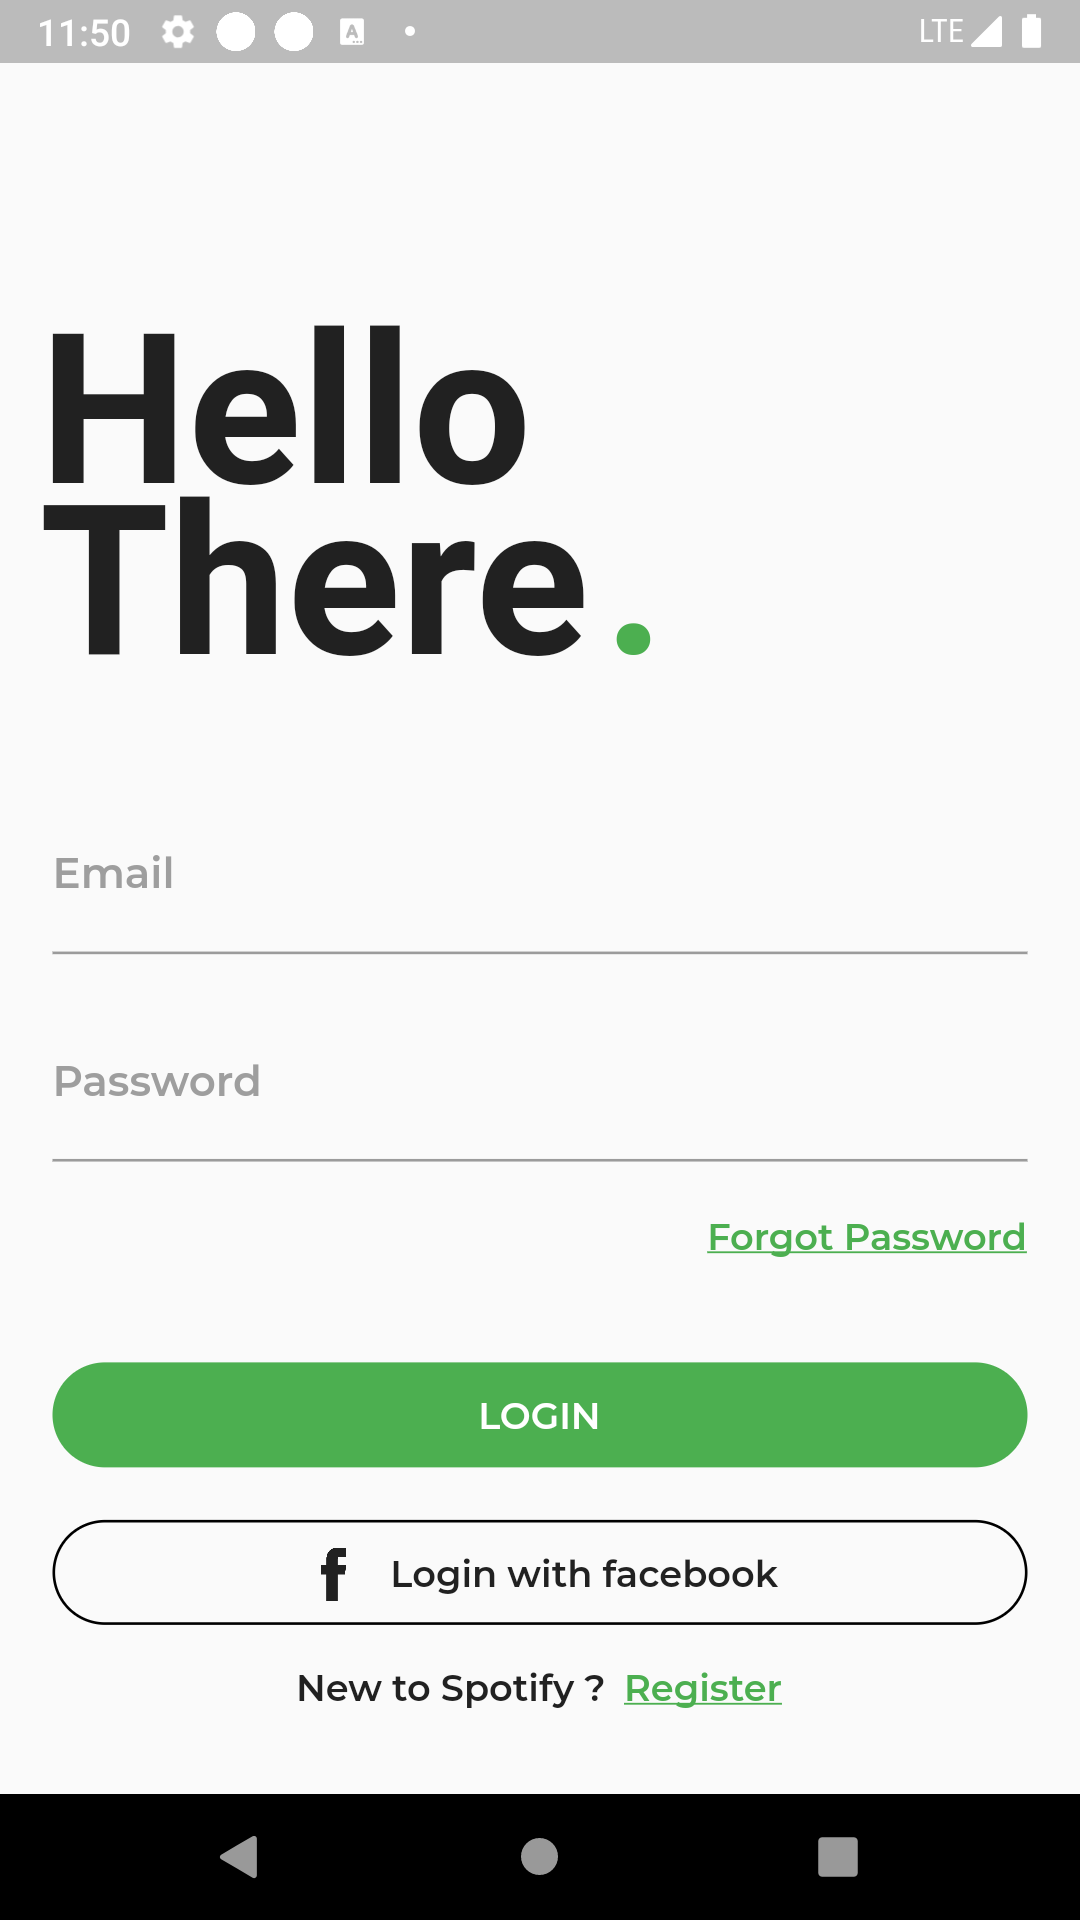 11:50 LTE
Hello
There.
Email
Password
Forgot Password
LOGIN
f Login with facebook
New to Spotify ? Register